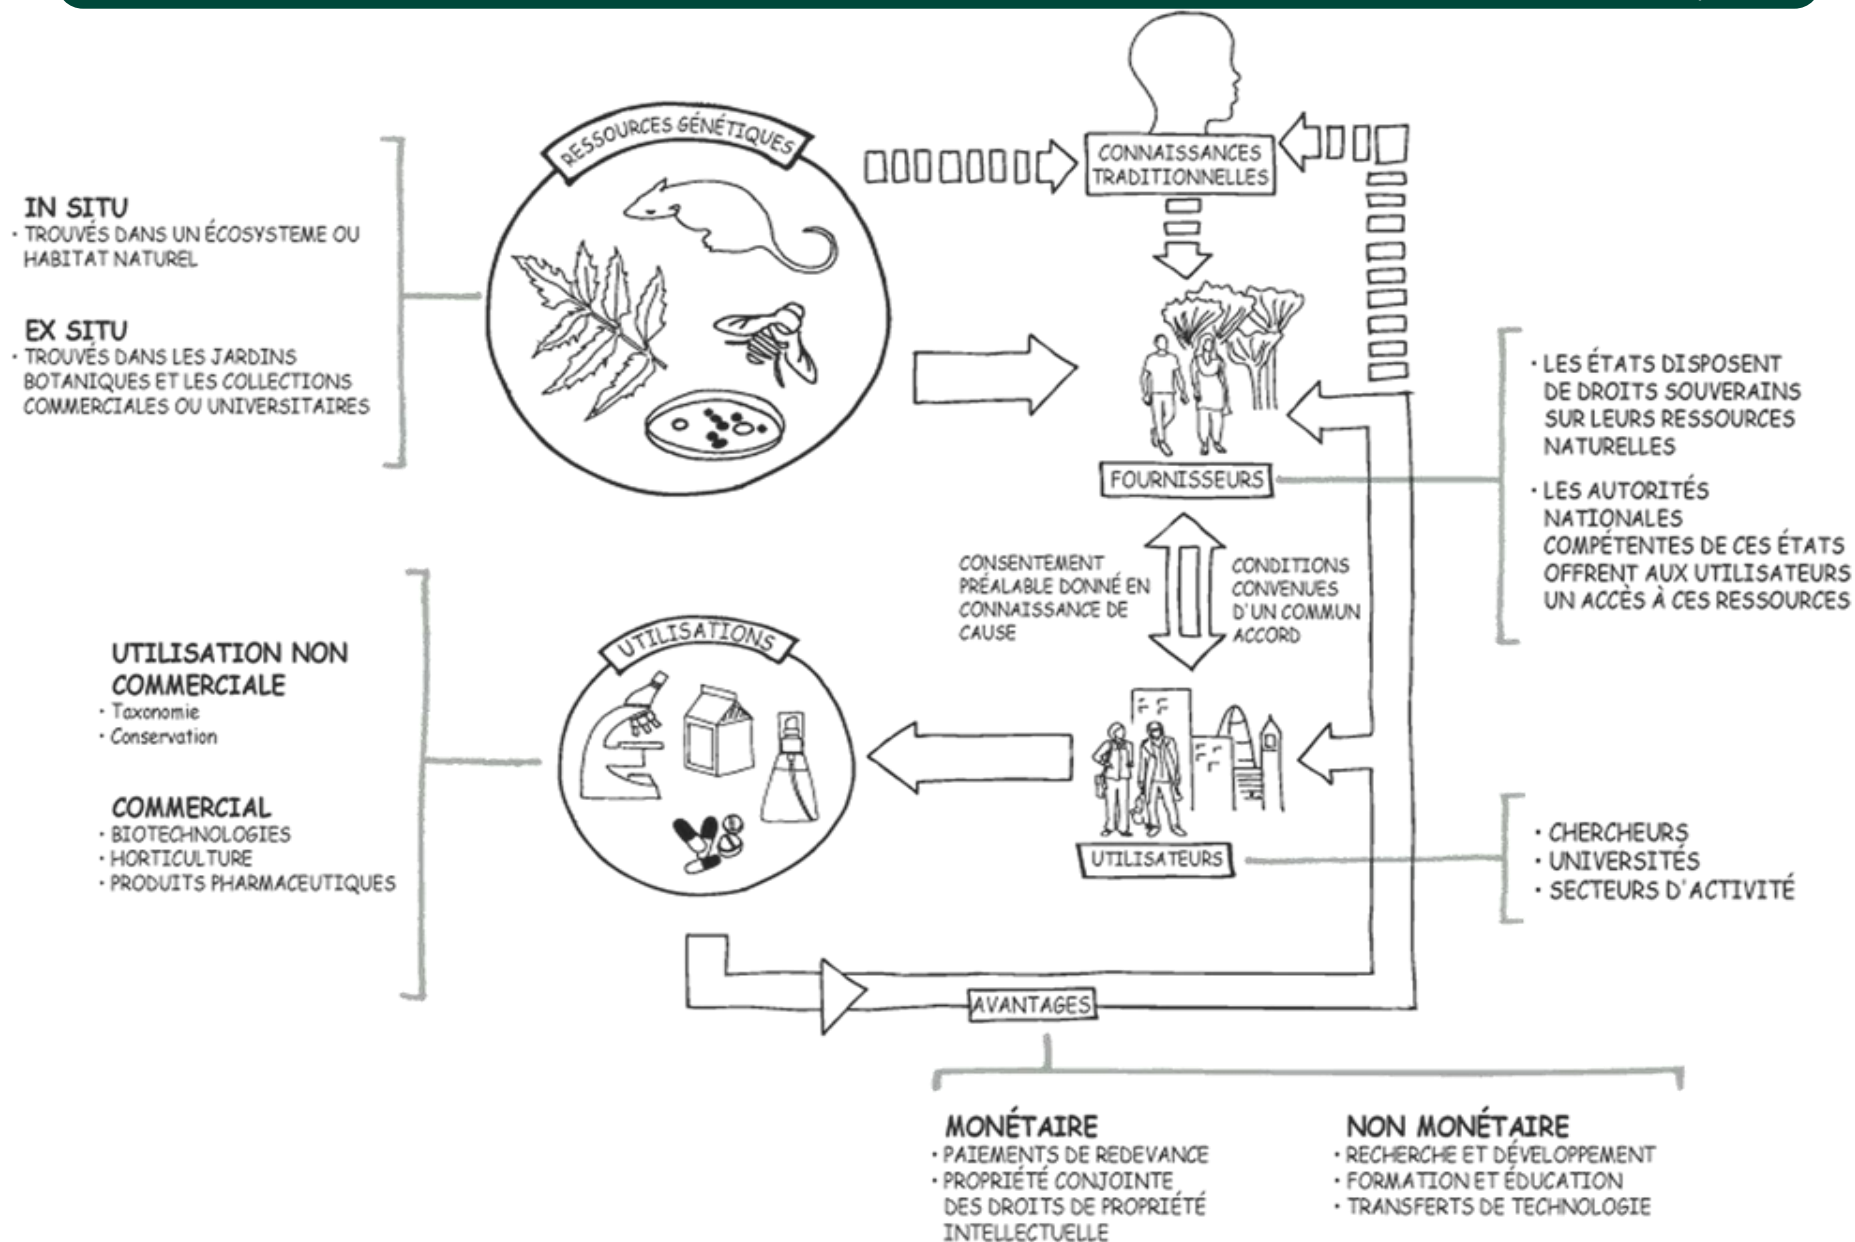 RESSOURCES GÉNÉTIQUES
IN SITU
· TROUVÉS DANS UN ÉCOSYSTEME OU
HABITAT NATUREL
EX SITU
· TROUVÉS DANS LES JARDINS
BOTANIQUES ET LES COLLECTIONS
COMMERCIALES OU UNIVERSITAIRES
CONNAISSANCES
TRADITIONNELLES
FOURNISSEURS
· LES ÉTATS DISPOSENT
DE DROITS SOUVERAINS
SUR LEURS RESSOURCES
NATURELLES
· LES AUTORITÉS
NATIONALES
COMPÉTENTES DE CES ÉTATS
OFFRENT AUX UTILISATEURS
UN ACCÈS À CES RESSOURCES
CONSENTEMENT
PRÉALABLE DONNÉ EN
CONNAISSANCE DE
CAUSE
CONDITIONS
CONVENUES
D'UN COMMUN
ACCORD
UTILISATIONS
UTILISATION NON
COMMERCIALE
· Taxonomie
· Conservation
COMMERCIAL
· BIOTECHNOLOGIES
· HORTICULTURE
· PRODUITS PHARMACEUTIQUES
UTILISATEURS
· CHERCHEURS
· UNIVERSITÉS
· SECTEURS D'ACTIVITÉ
AVANTAGES
MONÉTAIRE
· PAIEMENTS DE REDEVANCE
· PROPRIÉTÉ CONJOINTE
DES DROITS DE PROPRIÉTÉ
INTELLECTUELLE
NON MONÉTAIRE
· RECHERCHE ET DÉVELOPPEMENT
· FORMATION ET ÉDUCATION
· TRANSFERTS DE TECHNOLOGIE